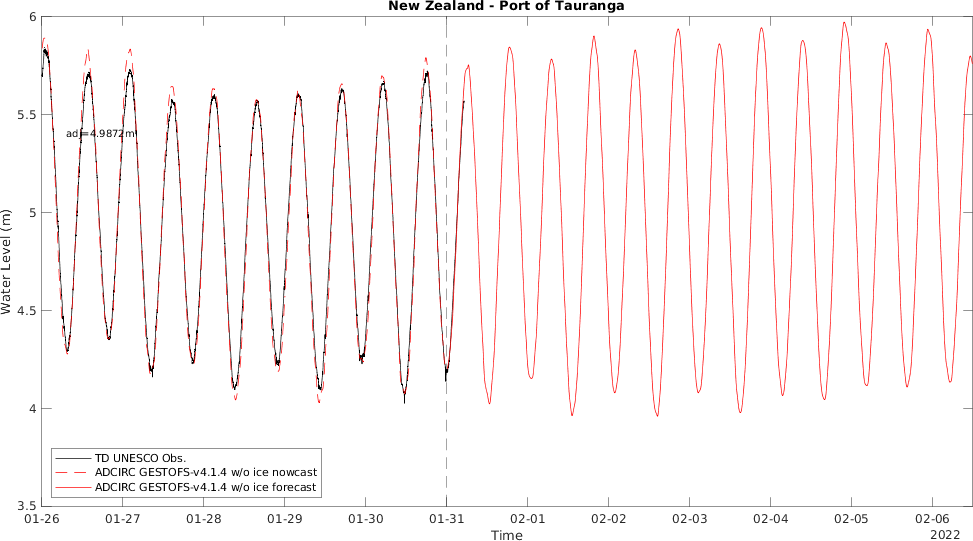 New Zealand - Port of Tauranga
6
5.5
5
4.5
4
3.5
Water Level (m)
adj=4.9872m
TD UNESCO Obs.
ADCIRC GESTOFS-v4.1.4 w/o ice nowcast
ADCIRC GESTOFS-v4.1.4 w/o ice forecast
01-26 01-27 01-28 01-29 01-30 01-31 02-01 02-02 02-03 02-04 02-05 02-06
Time
2022